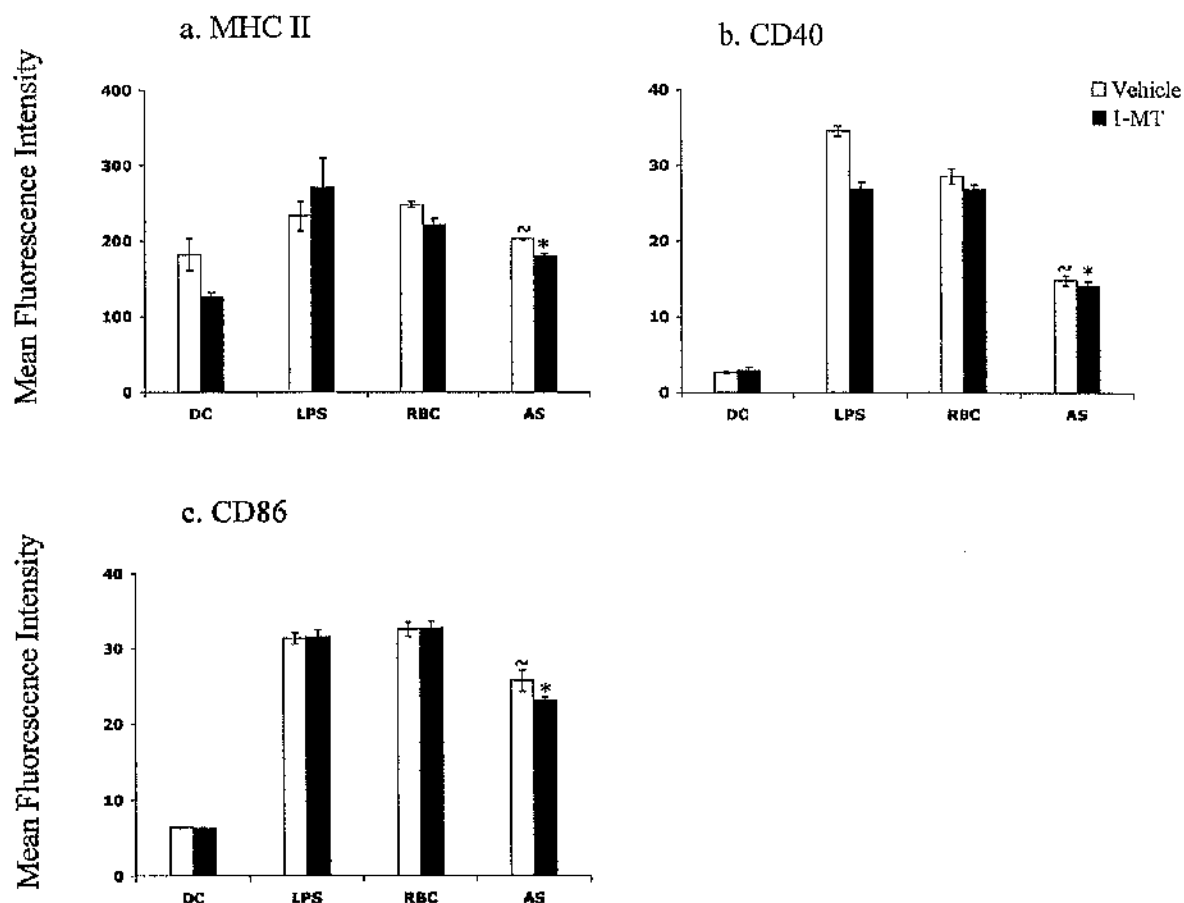 a. MHC II
Mean Fluorescence Intensity
400
300
200
100
0
DC LPS RBC AS
~ *
b. CD40
Vehicle
1-MT
40
30
20
10
0
DC LPS RBC AS
~ *
c. CD86
Mean Fluorescence Intensity
40
30
20
10
0
DC LPS RBC AS
~ *